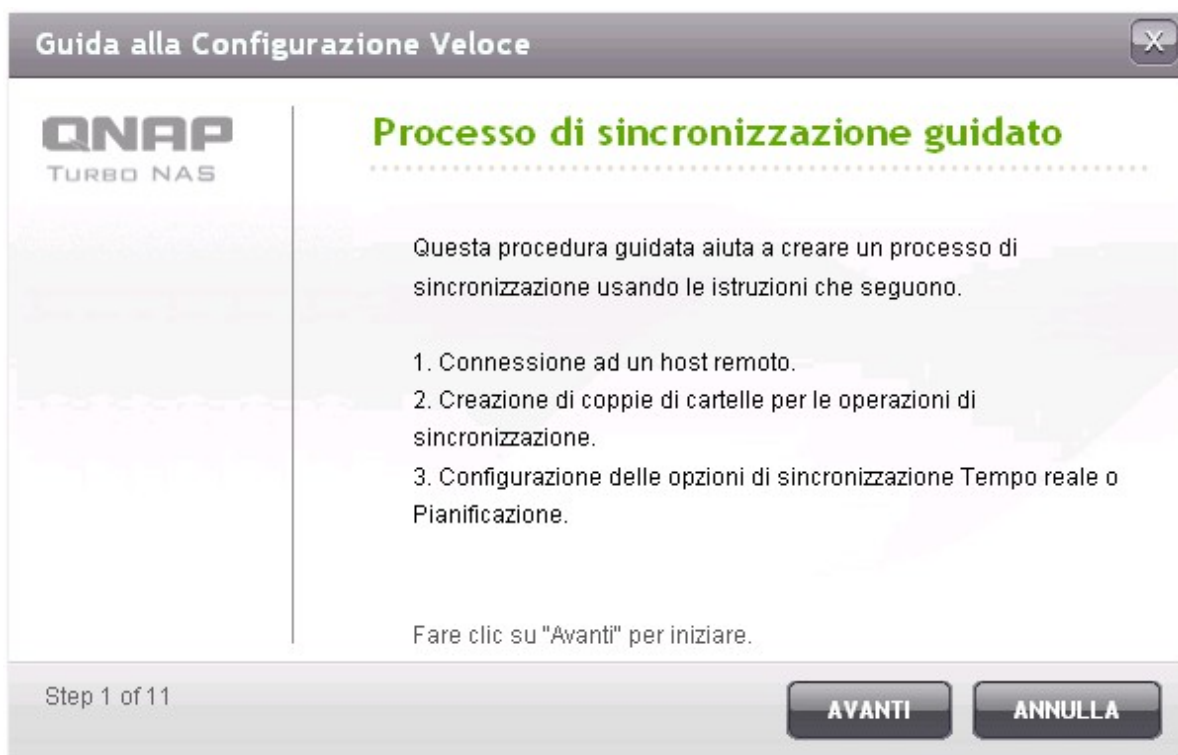 Guida alla Configurazione Veloce
X
QNAP
TURBO NAS
Processo di sincronizzazione guidato
Questa procedura guidata aiuta a creare un processo di
sincronizzazione usando le istruzioni che seguono.
1. Connessione ad un host remoto.
2. Creazione di coppie di cartelle per le operazioni di
sincronizzazione.
3. Configurazione delle opzioni di sincronizzazione Tempo reale o
Pianificazione.
Fare clic su "Avanti" per iniziare.
Step 1 of 11
AVANTI
ANNULLA